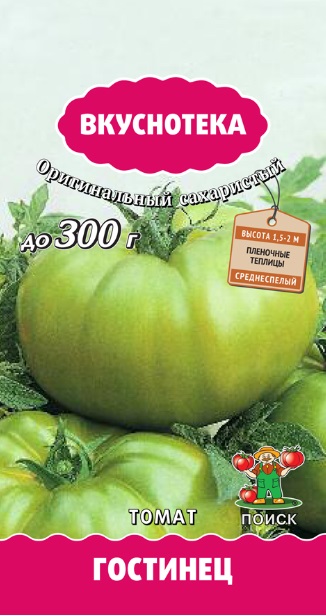 ВКУСНОТЕКА
Оригинальный сахаристый
до 300 г
ВЫСОТА 1,5-2 М
ПЛЕНОЧНЫЕ
ТЕПЛИЦЫ
СРЕДНЕСПЕЛЫЙ
ТОМАТ
ПОИСК
ГОСТИНЕЦ